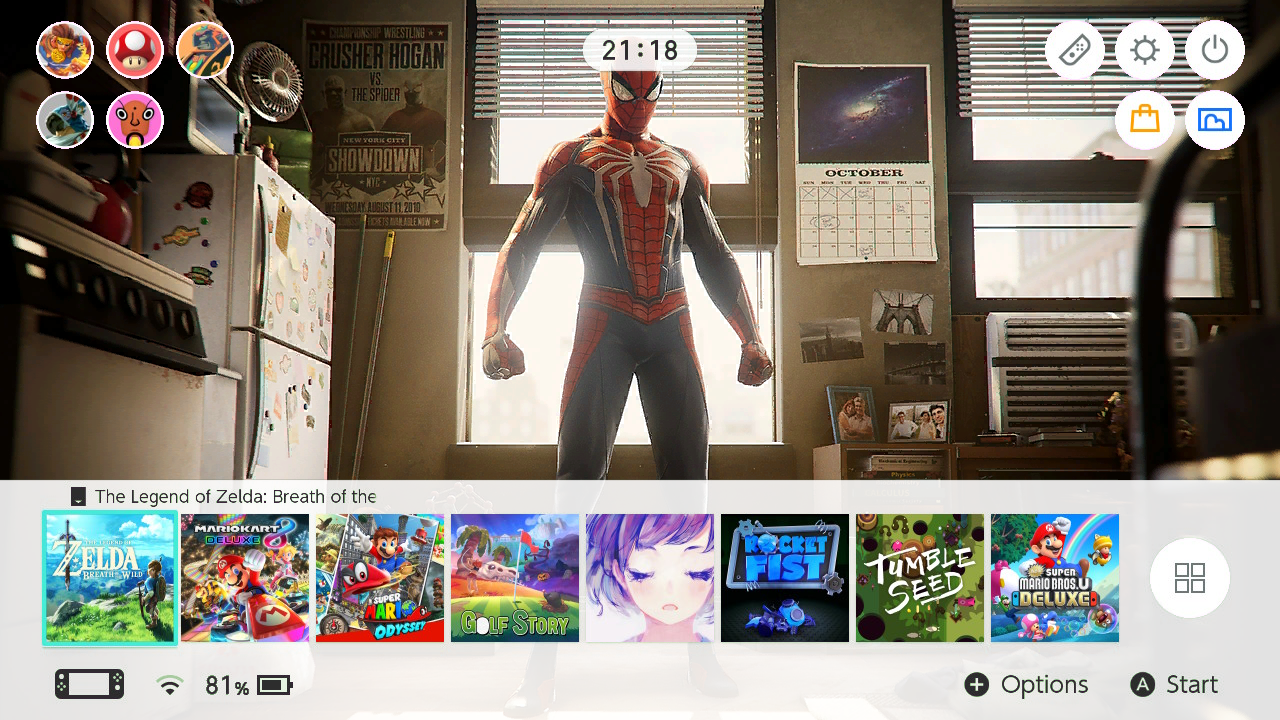 21:18
CHAMPIONSHIP WRESTLING
CRUSHER HOGAN
VS.
THE SPIDER
NEW YORK CITY
SHOWDOWN
NYC
WEDNESDAY, AUGUST 11, 2010
TICKETS AVAILABLE NOW
OCTOBER
SUN MON TUE WED THU FRI SAT
Physics
The Legend of Zelda: Breath of the
THE LEGEND OF
ZELDA
BREATH OF THE WILD
MARIOKART 8
DELUXE
SUPER
MARIO
ODYSSEY
GOLF STORY
ROCKET
FIST
TUMBLE
SEED
SUPER
MARIO BROS. U
DELUXE
81%
+ Options
A Start